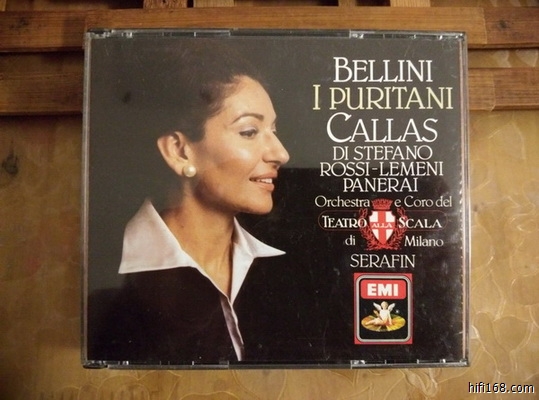 BELLINI
I PURITANI
CALLAS
DI STEFANO
ROSSI-LEMENI
PANERAI
Orchestra e Coro del
TEATRO ALLA SCALA
di Milano
SERAFIN
EMI
hifi168.com